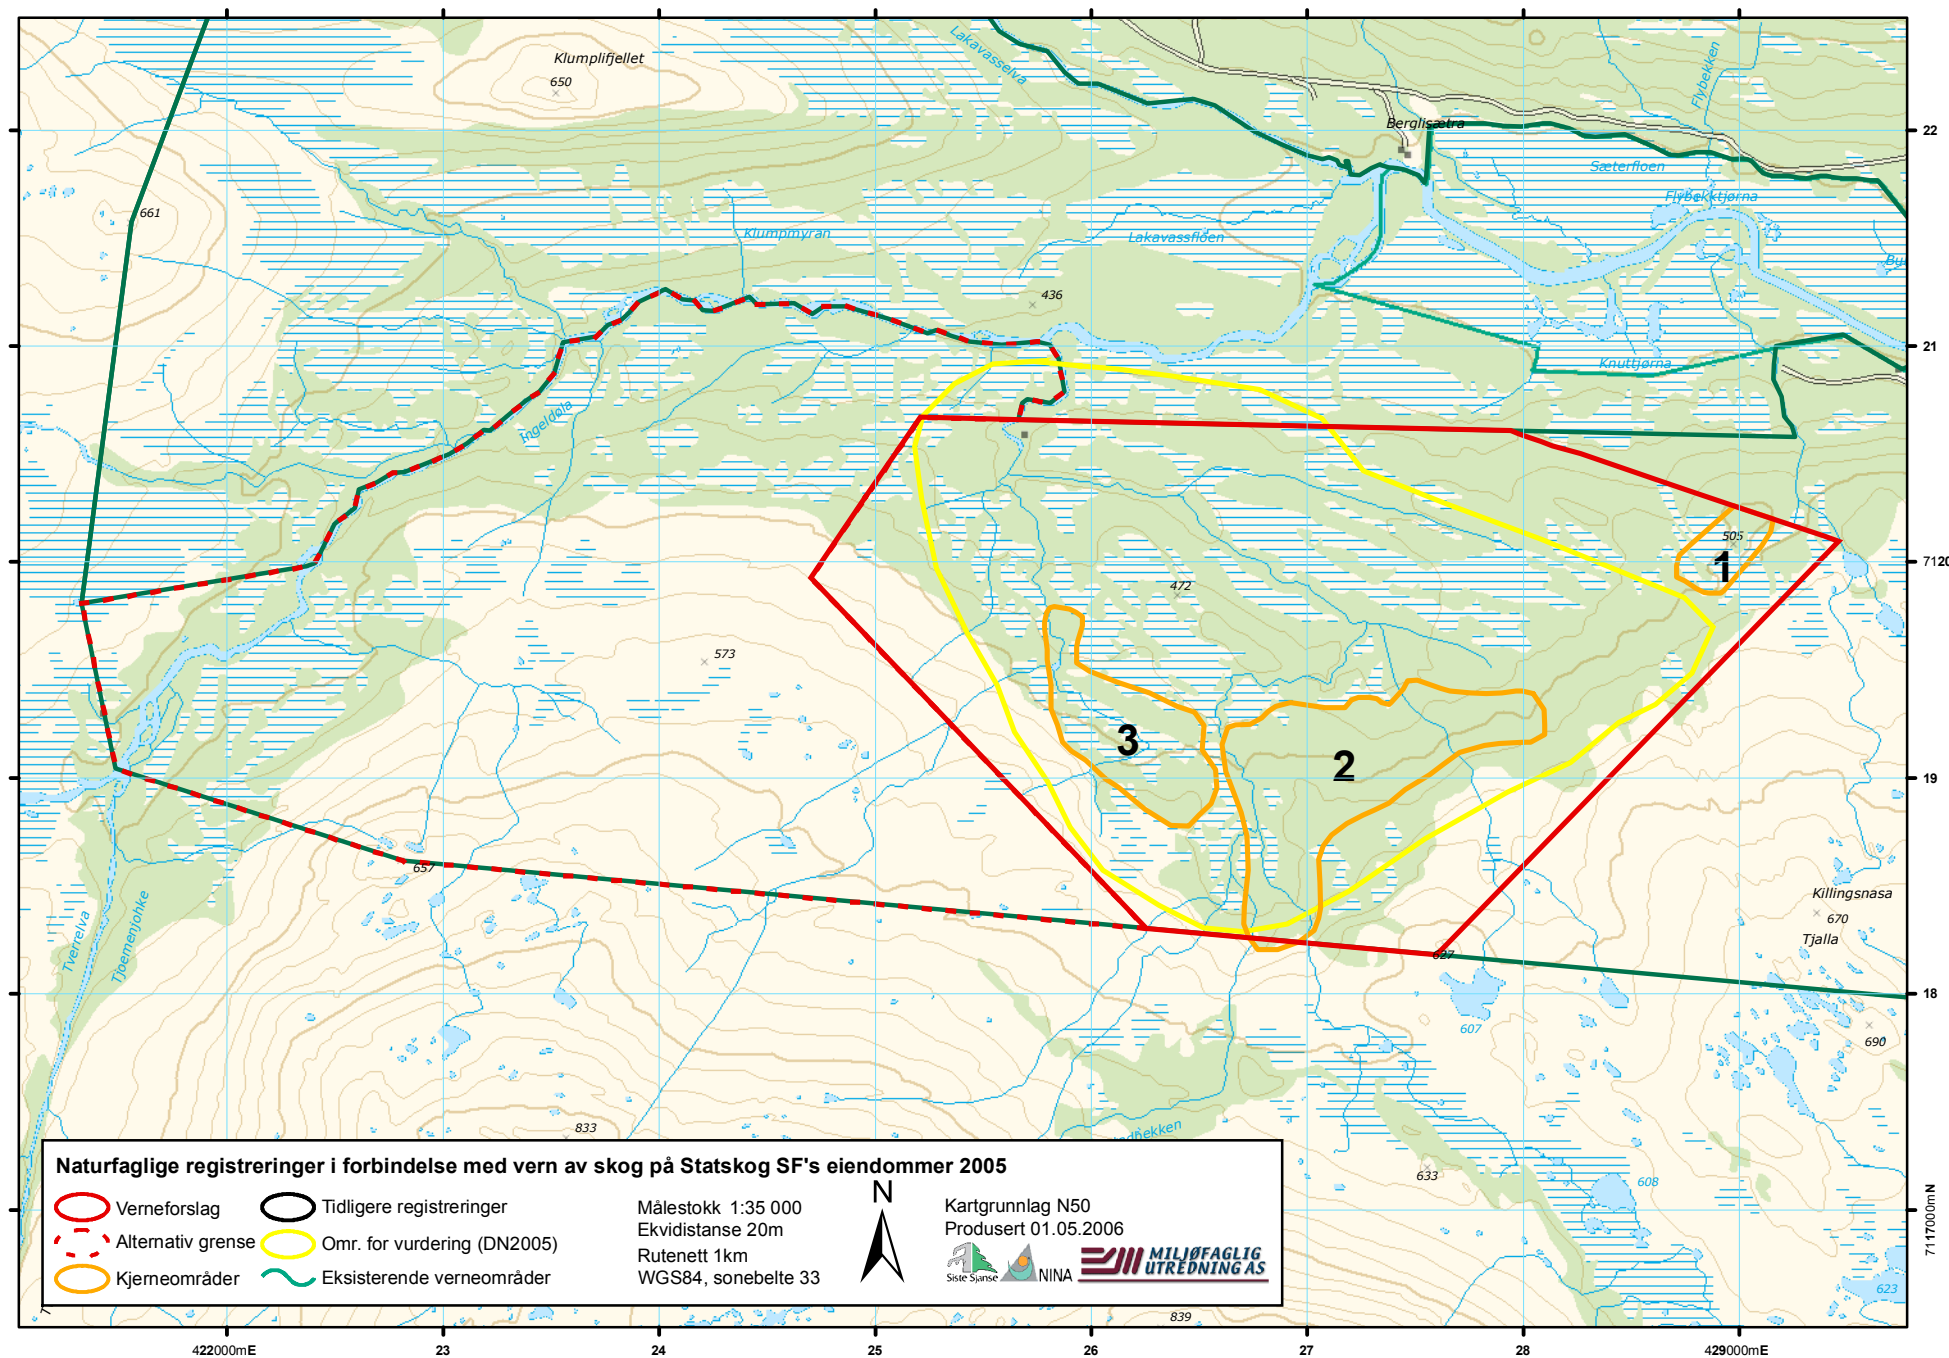 Klumplifjellet
650
Lakavasselva
Flybekken
Berglisætra
22
Sæterfloen
Flybekktjørna
661
Klumpmyran
Lakavassfloen
Bu
436
21
Knuttjørna
Ingeldøla
505
1
7120
472
573
3
2
19
657
Killingsnasa
670
Tjalla
627
Tverrelva
Tjoemenjohke
18
607
690
833
633
608
623
839
7117000mN
Naturfaglige registreringer i forbindelse med vern av skog på Statskog SF's eiendommer 2005
Verneforslag
Alternativ grense
Kjerneområder
Tidligere registreringer
Omr. for vurdering (DN2005)
Eksisterende verneområder
Målestokk 1:35 000
Ekvidistanse 20m
Rutenett 1km
WGS84, sonebelte 33
N
Kartgrunnlag N50
Produsert 01.05.2006
Siste Sjanse
NINA
MILJØFAGLIG
UTREDNING AS
422000mE
23
24
25
26
27
28
429000mE